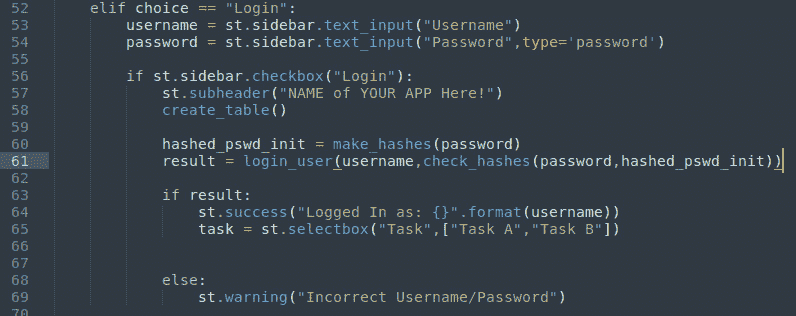 52 elif choice == "Login":
53 username = st.sidebar.text_input("Username")
54 password = st.sidebar.text_input("Password",type='password')
55
56 if st.sidebar.checkbox("Login"):
57 st.subheader("NAME of YOUR APP Here!")
58 create_table()
59
60 hashed_pswd_init = make_hashes(password)
61 result = login_user(username,check_hashes(password,hashed_pswd_init))
62
63 if result:
64 st.success("Logged In as: {}".format(username))
65 task = st.selectbox("Task",["Task A","Task B"])
66
67
68 else:
69 st.warning("Incorrect Username/Password")
70